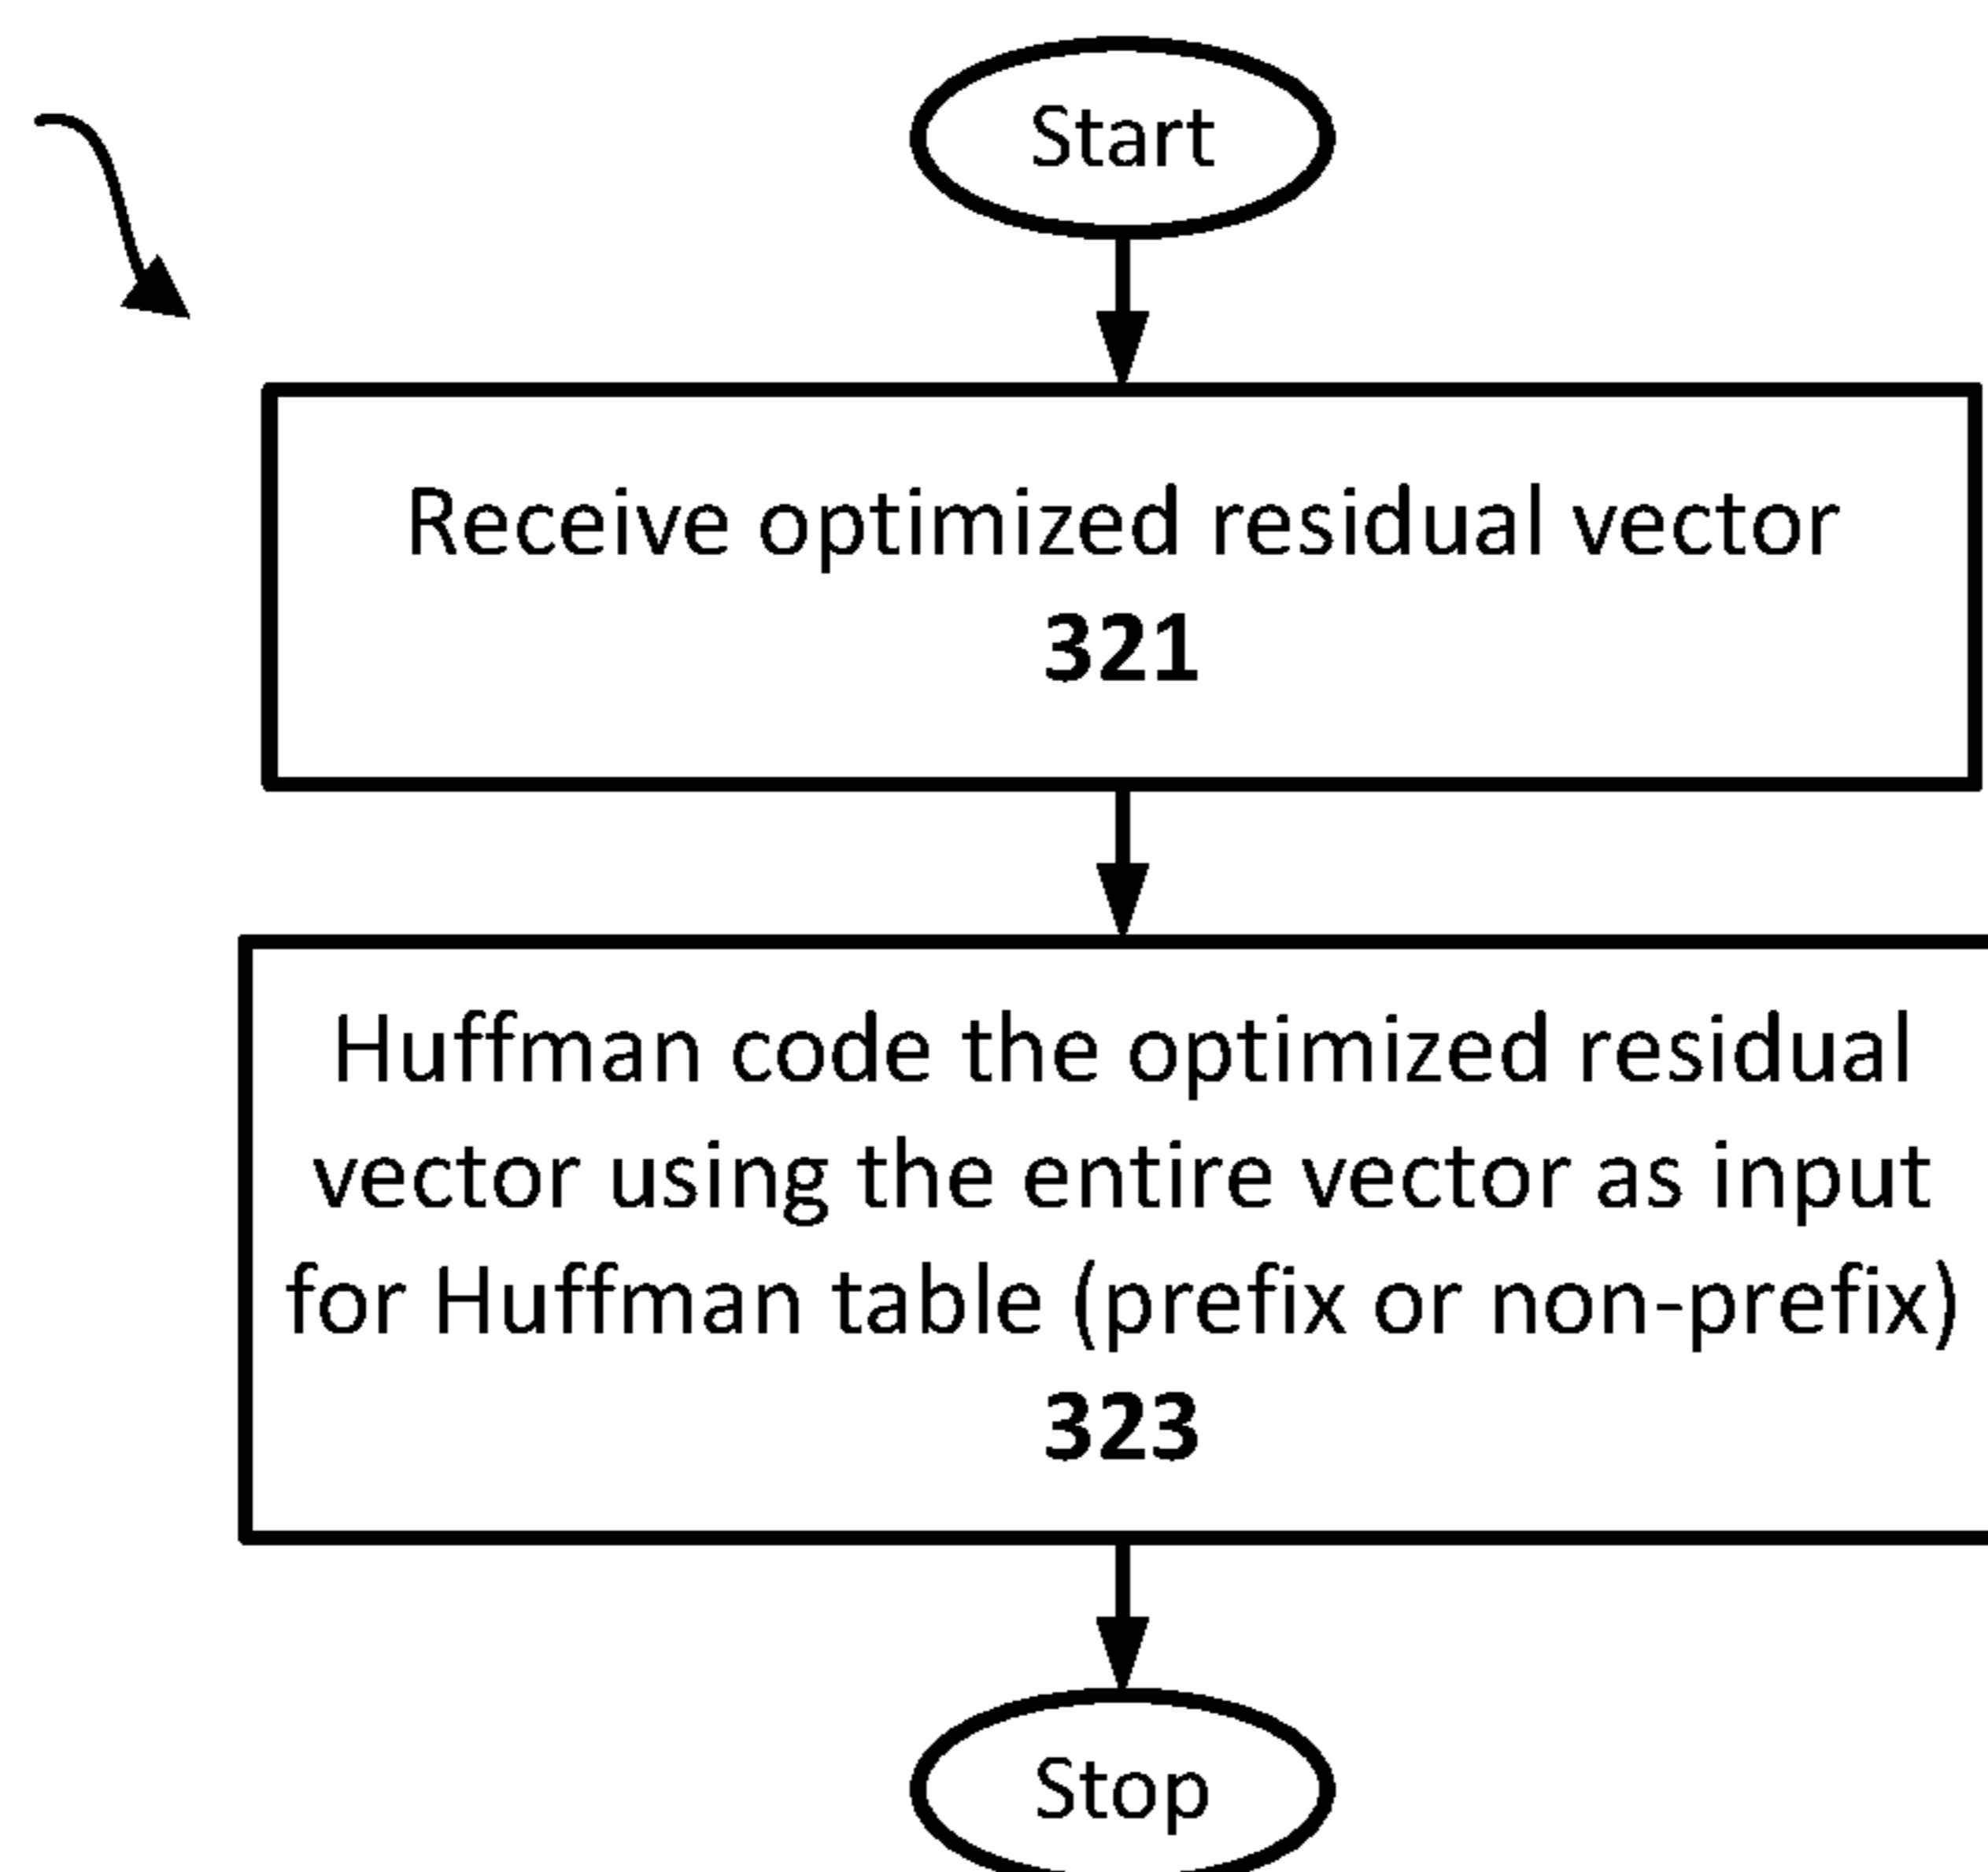 Start
Receive optimized residual vector
321
Huffman code the optimized residual
vector using the entire vector as input
for Huffman table (prefix or non-prefix)
323
Stop